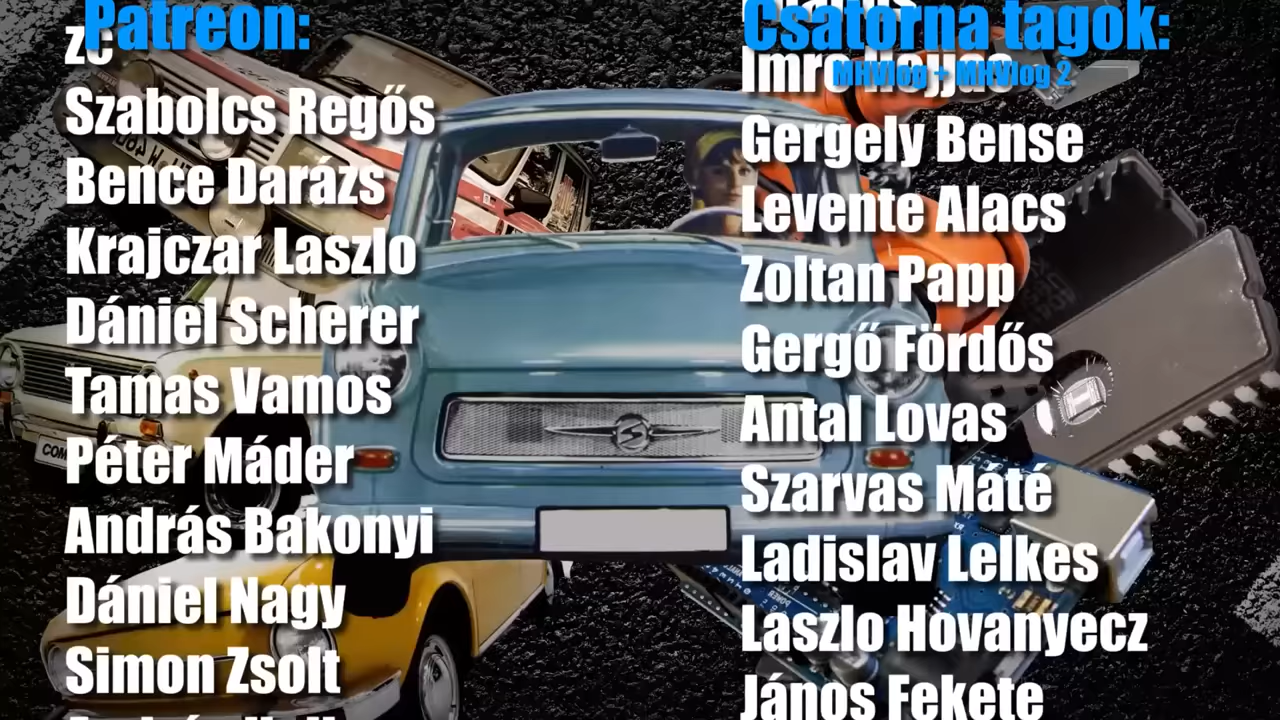 Patreon:
zc
Szabolcs Regős
Bence Darázs
Krajczar Laszlo
Dániel Scherer
Tamas Vamos
Péter Máder
András Bakonyi
Dániel Nagy
Simon Zsolt
Csatorna tagok:
MHVlog + MHVlog 2
Imre
Gergely Bense
Levente Alacs
Zoltan Papp
Gergő Fördős
Antal Lovas
Szarvas Máté
Ladislav Lelkes
Laszlo Hovanyecz
János Fekete